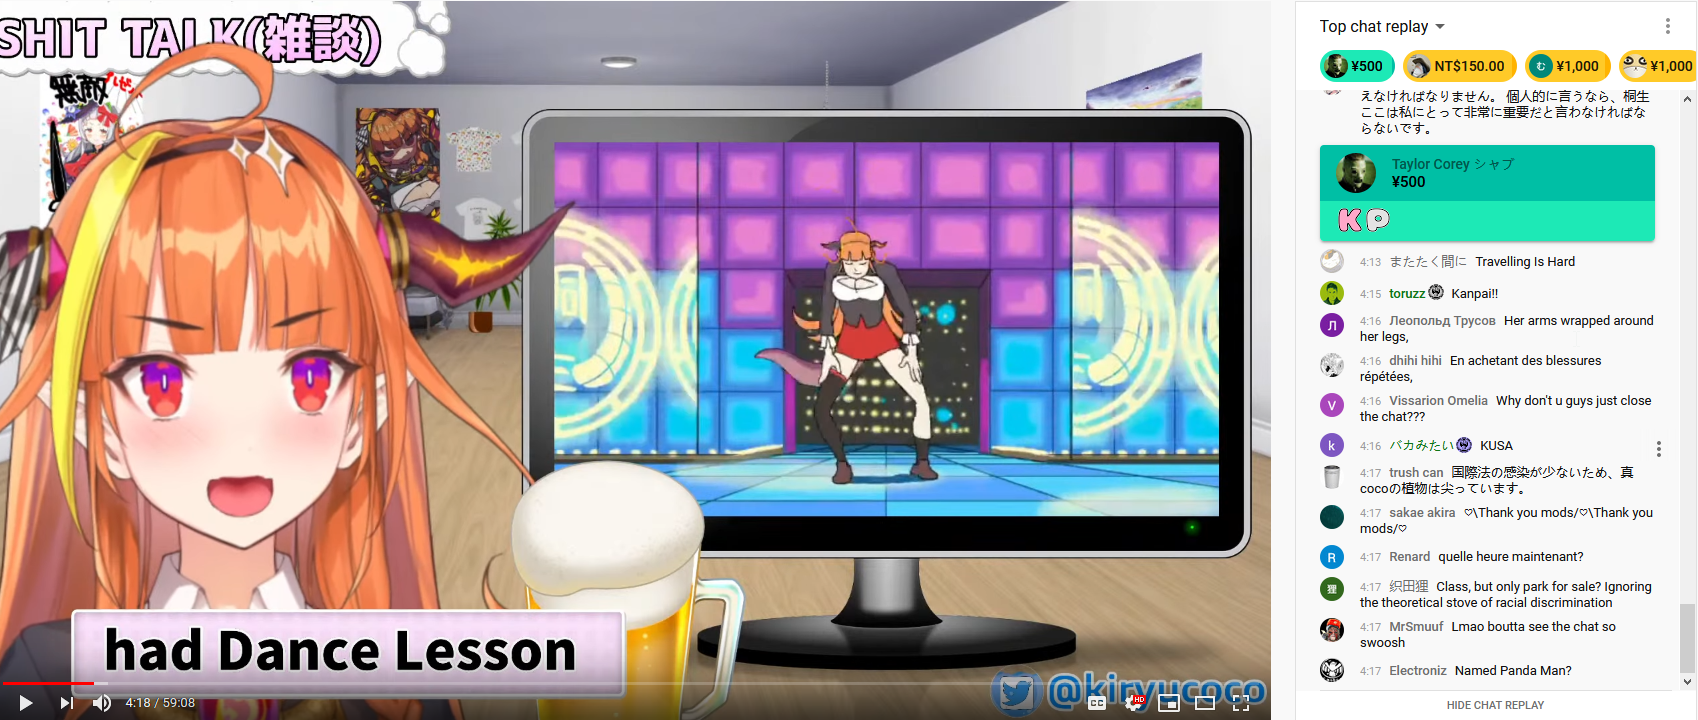 SHIT TALK(雑談)
無敵
had Dance Lesson
4:18 / 59:08
CC
HD
@kiryucoco
Top chat replay
¥500
NT$150.00
む ¥1,000
¥1,000
えなければなりません。 個人的に言うなら、桐生
ここは私にとって非常に重要だと言わなければな
らないです。
Taylor Corey シャブ
¥500
KP
4:13 またたく間に Travelling Is Hard
4:15 toruzz Kanpai!!
Л 4:16 Леопольд Трусов Her arms wrapped around
her legs,
4:16 dhihi hihi En achetant des blessures
répétées,
V 4:16 Vissarion Omelia Why don't u guys just close
the chat???
k 4:16 バカみたい KUSA
4:17 trush can 国際法の感染が少ないため、真
cocoの植物は尖っています。
4:17 sakae akira ♡\Thank you mods/♡\Thank you
mods/♡
R 4:17 Renard quelle heure maintenant?
狸 4:17 织田狸 Class, but only park for sale? Ignoring
the theoretical stove of racial discrimination
4:17 MrSmuuf Lmao boutta see the chat so
swoosh
4:17 Electroniz Named Panda Man?
HIDE CHAT REPLAY